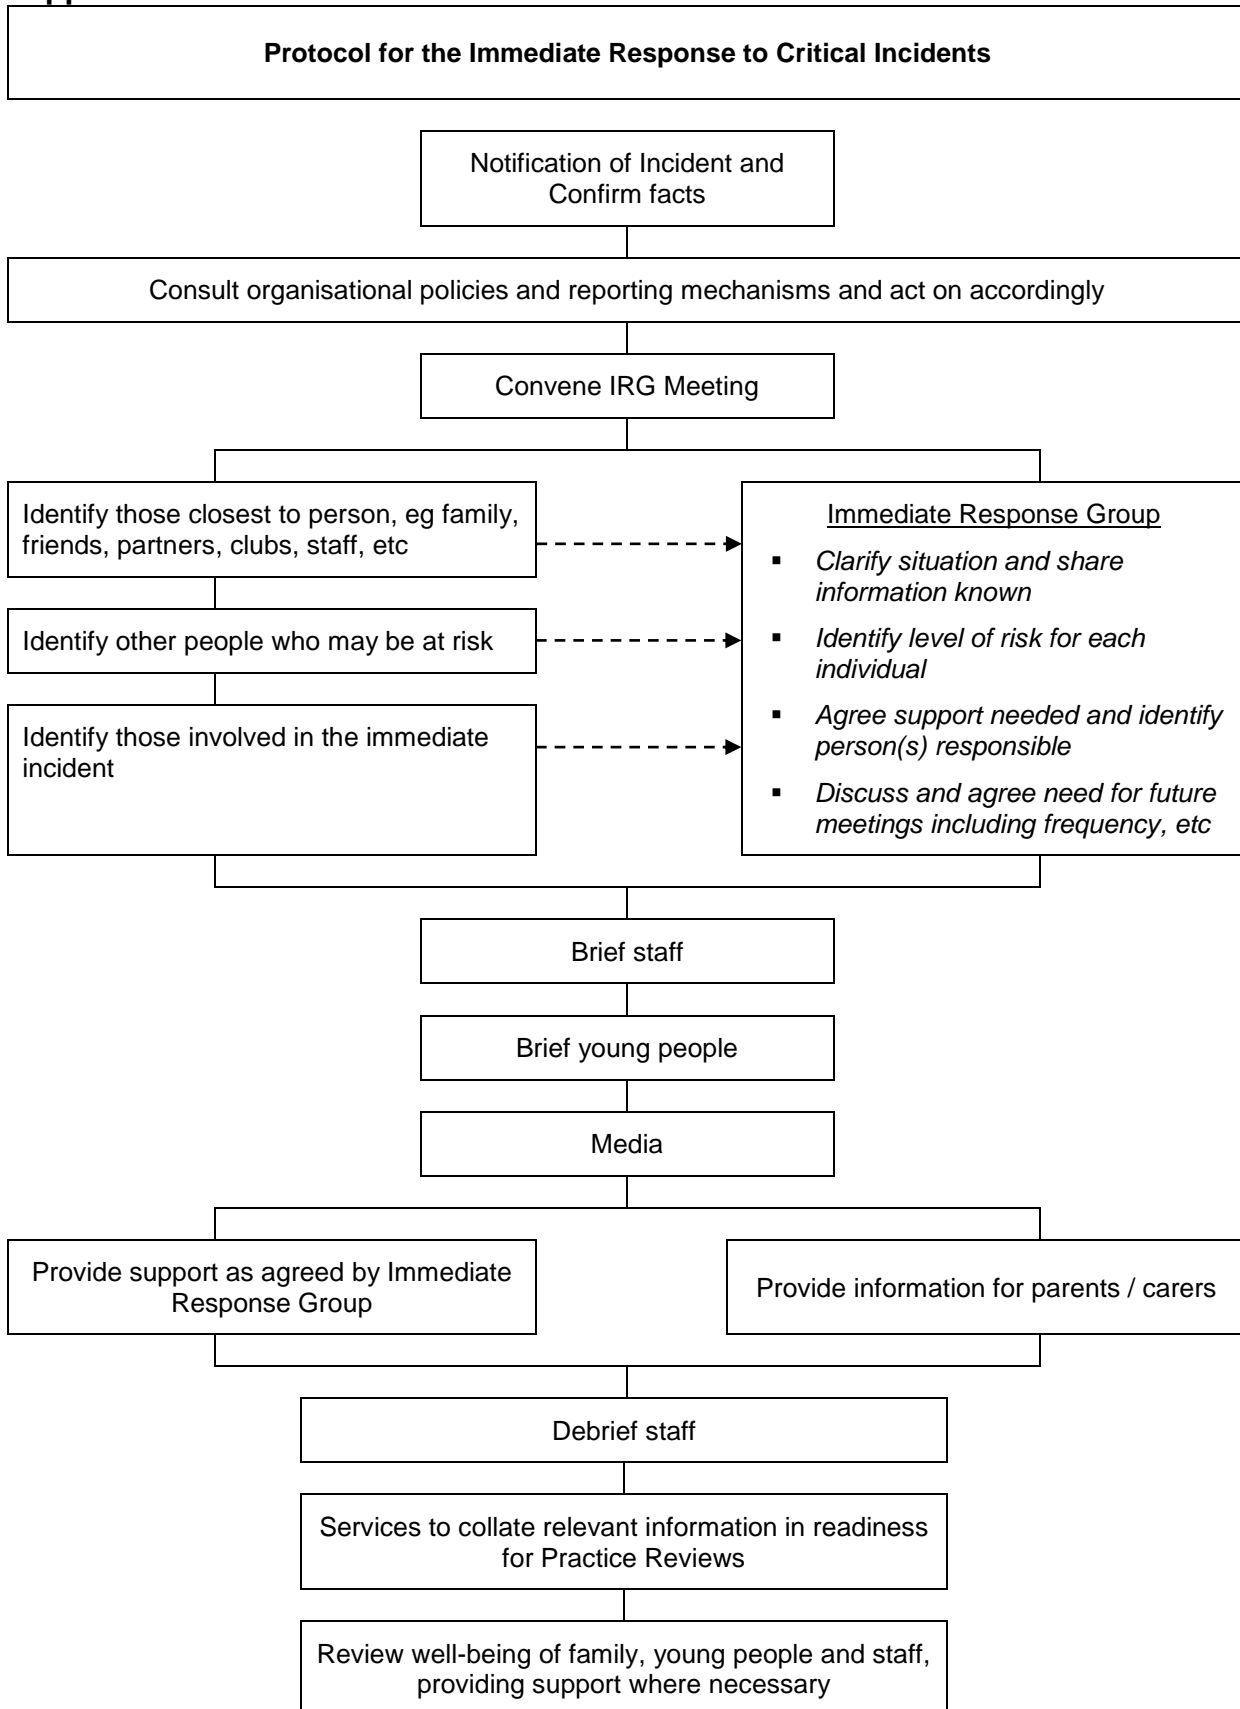 Protocol for the Immediate Response to Critical Incidents
Notification of Incident and
Confirm facts
Consult organisational policies and reporting mechanisms and act on accordingly
Convene IRG Meeting
Identify those closest to person, eg family,
friends, partners, clubs, staff, etc
Identify other people who may be at risk
Identify those involved in the immediate
incident
Immediate Response Group
▪ Clarify situation and share
information known
▪ Identify level of risk for each
individual
▪ Agree support needed and identify
person(s) responsible
▪ Discuss and agree need for future
meetings including frequency, etc
Brief staff
Brief young people
Media
Provide support as agreed by Immediate
Response Group
Provide information for parents / carers
Debrief staff
Services to collate relevant information in readiness
for Practice Reviews
Review well-being of family, young people and staff,
providing support where necessary